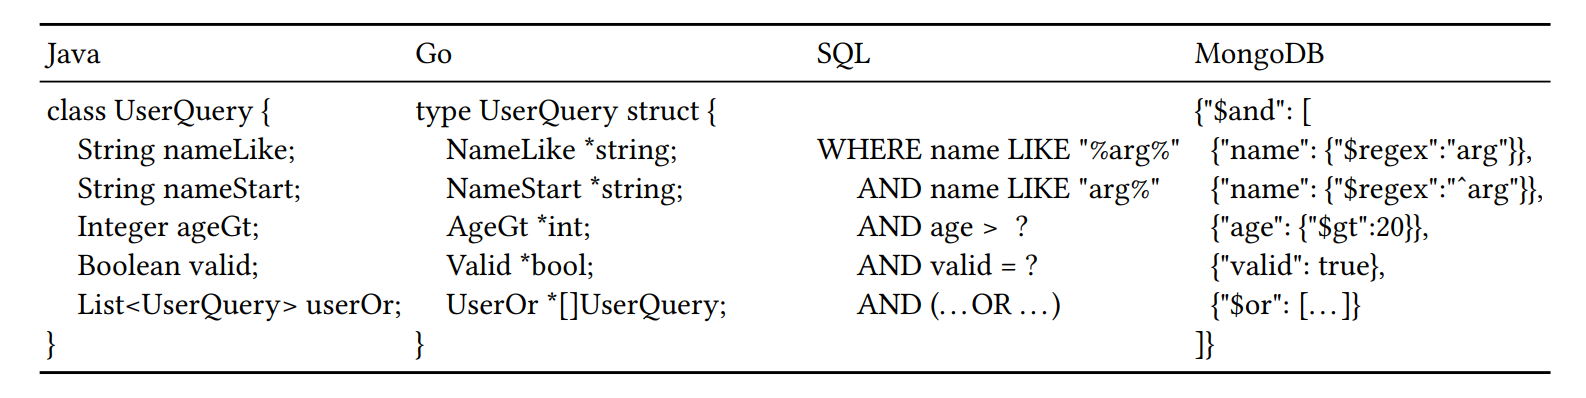 Java Go SQL MongoDB
class UserQuery { type UserQuery struct { {"$and": [
String nameLike; NameLike *string; WHERE name LIKE "%arg%" {"name": {"$regex":"arg"}},
String nameStart; NameStart *string; AND name LIKE "arg%" {"name": {"$regex":"^arg"}},
Integer ageGt; AgeGt *int; AND age > ? {"age": {"$gt":20}},
Boolean valid; Valid *bool; AND valid = ? {"valid": true},
List<UserQuery> userOr; UserOr *[]UserQuery; AND (…OR …) {"$or": […]}
} } ]}